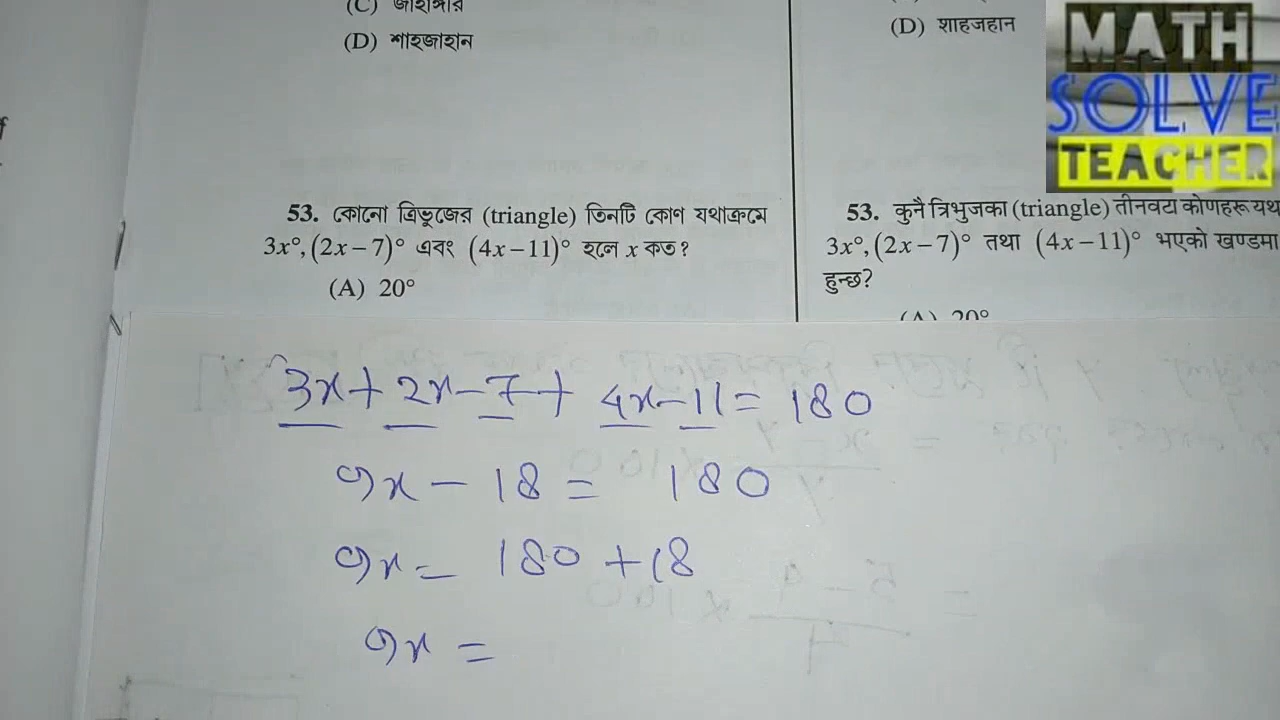 (C) জাহাঙ্গীর
(D) শাহজাহান
53. কোনো ত্রিভূজের (triangle) তিনটি কোণ যথাক্রমে
3x°, (2x – 7)° এবং (4x – 11)° হলে x কত?
(A) 20°
(D) शाहजहान
53. कुनै त्रिभुजका (triangle) तीनवटा कोणहरू यथ
3x°, (2x – 7)° तथा (4x – 11)° भएको खण्डमा
हुन्छ?
(A) 20°
MATH
SOLVE
TEACHER
3x + 2x - 7 + 4x - 11 = 180
9x - 18 = 180
9x = 180 + 18
9x =